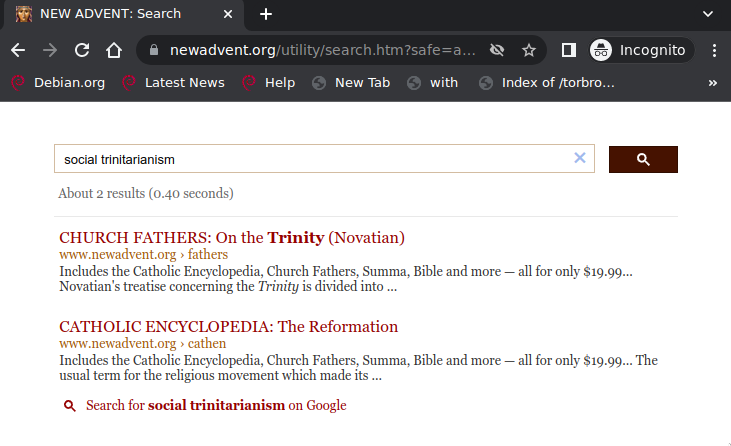 NEW ADVENT: Search
newadvent.org/utility/search.htm?safe=a...
Incognito
Debian.org
Latest News
Help
New Tab
with
Index of /torbro...
»
social trinitarianism
About 2 results (0.40 seconds)
CHURCH FATHERS: On the Trinity (Novatian)
www.newadvent.org › fathers
Includes the Catholic Encyclopedia, Church Fathers, Summa, Bible and more — all for only $19.99...
Novatian's treatise concerning the Trinity is divided into ...
CATHOLIC ENCYCLOPEDIA: The Reformation
www.newadvent.org › cathen
Includes the Catholic Encyclopedia, Church Fathers, Summa, Bible and more — all for only $19.99... The
usual term for the religious movement which made its ...
Search for social trinitarianism on Google